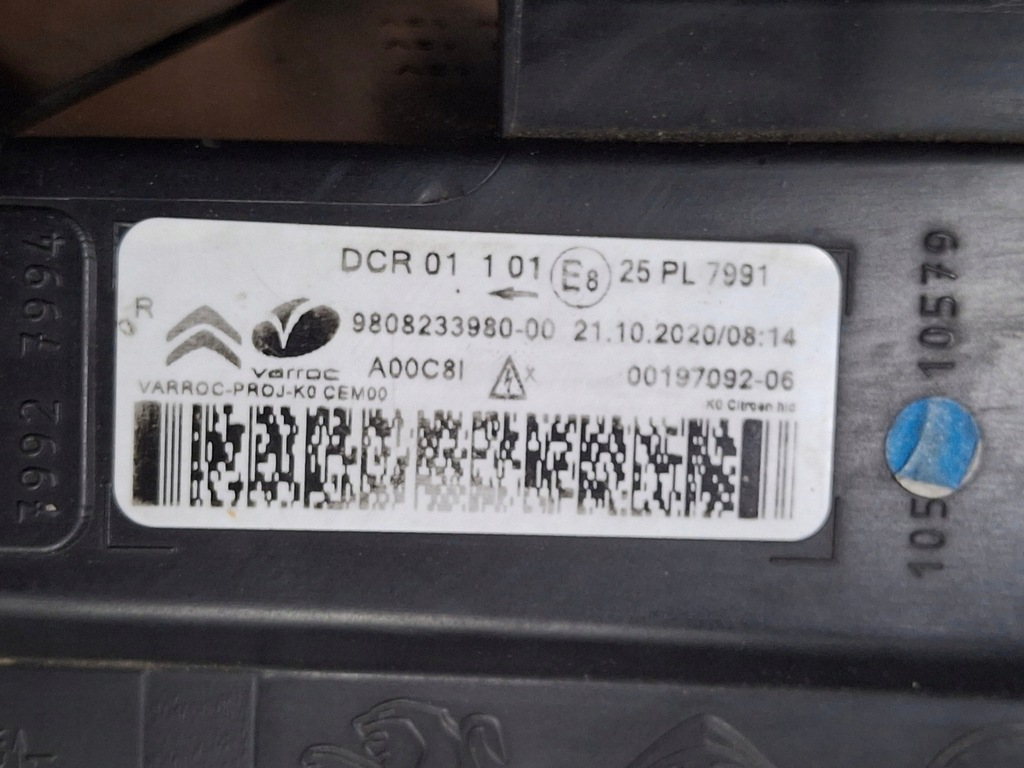 DCR 01 1 01 E8 25 PL 7991
R
9808233980-00 21.10.2020/08:14
varroc A00C8I X 00197092-06
VARROC-PROJ-K0 CEM00 K0 Citroen hid
3992 7994
105 10579